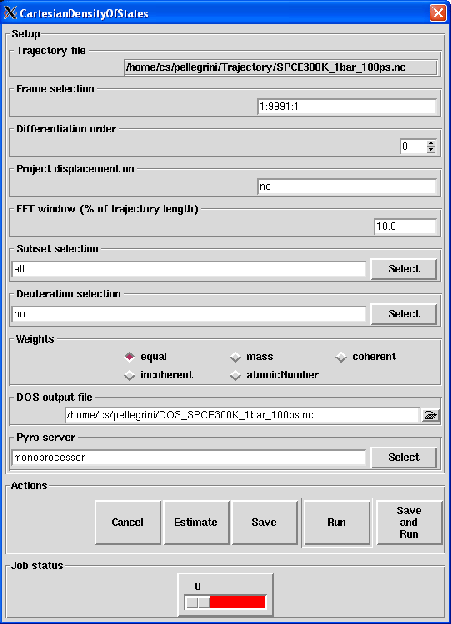 CartesianDensityOfStates
Setup
Trajectory file
/home/cs/pellegrini/Trajectory/SPCE300K_1bar_100ps.nc
Frame selection
1:9991:1
Differentiation order
0
Project displacement on
no
FFT window (% of trajectory length)
10.0
Subset selection
all
Select
Deuteration selection
no
Select
Weights
equal mass coherent
incoherent atomicNumber
DOS output file
/home/cs/pellegrini/DOS_SPCE300K_1bar_100ps.nc
Pyro server
monoprocessor
Select
Actions
Cancel Estimate Save Run Save and Run
Job status
0